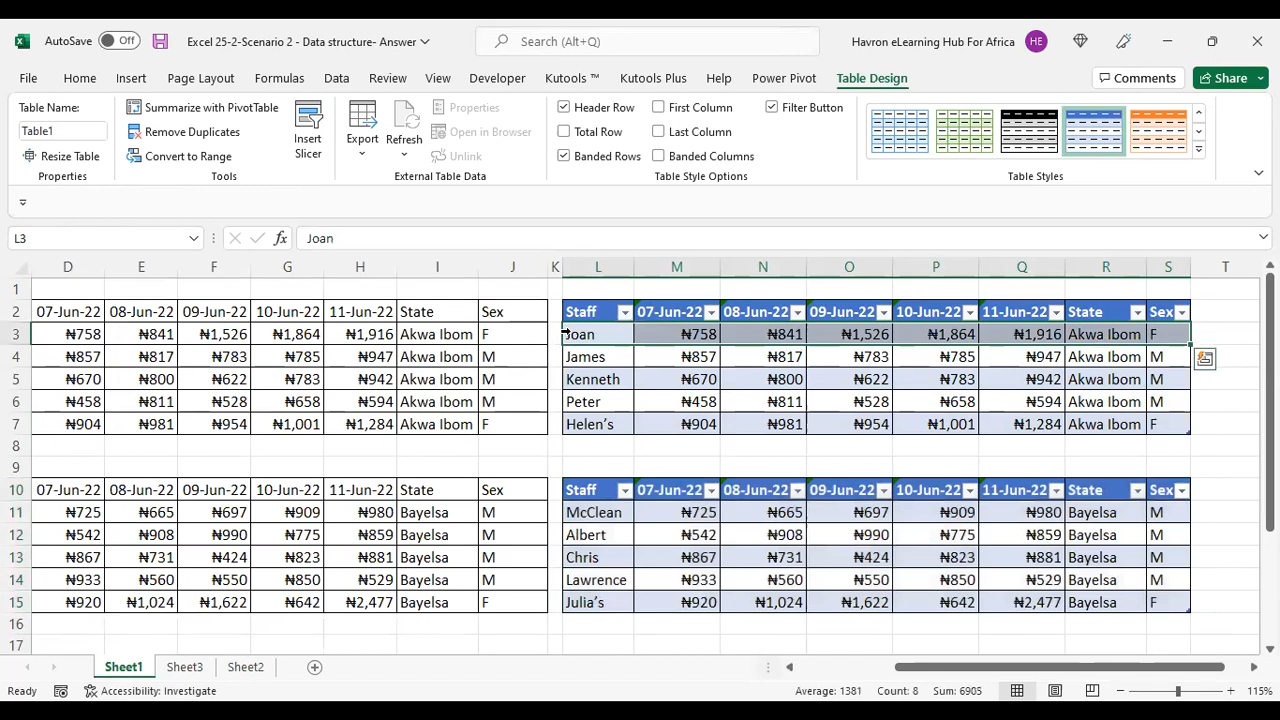 AutoSave Off Excel 25-2-Scenario 2 - Data structure- Answer Search (Alt+Q) Havron eLearning Hub For Africa HE
File Home Insert Page Layout Formulas Data Review View Developer Kutools ™ Kutools Plus Help Power Pivot Table Design Comments Share
Table Name: Summarize with PivotTable Properties Header Row First Column Filter Button
Table1 Remove Duplicates Insert Slicer Export Refresh Open in Browser Total Row Last Column
Resize Table Convert to Range Unlink Banded Rows Banded Columns
Properties Tools External Table Data Table Style Options Table Styles
L3 fx Joan
D E F G H I J K L M N O P Q R S T
1
2 07-Jun-22 08-Jun-22 09-Jun-22 10-Jun-22 11-Jun-22 State Sex Staff 07-Jun-22 08-Jun-22 09-Jun-22 10-Jun-22 11-Jun-22 State Sex
3 ₦758 ₦841 ₦1,526 ₦1,864 ₦1,916 Akwa Ibom F Joan ₦758 ₦841 ₦1,526 ₦1,864 ₦1,916 Akwa Ibom F
4 ₦857 ₦817 ₦783 ₦785 ₦947 Akwa Ibom M James ₦857 ₦817 ₦783 ₦785 ₦947 Akwa Ibom M
5 ₦670 ₦800 ₦622 ₦783 ₦942 Akwa Ibom M Kenneth ₦670 ₦800 ₦622 ₦783 ₦942 Akwa Ibom M
6 ₦458 ₦811 ₦528 ₦658 ₦594 Akwa Ibom M Peter ₦458 ₦811 ₦528 ₦658 ₦594 Akwa Ibom M
7 ₦904 ₦981 ₦954 ₦1,001 ₦1,284 Akwa Ibom F Helen's ₦904 ₦981 ₦954 ₦1,001 ₦1,284 Akwa Ibom F
8
9
10 07-Jun-22 08-Jun-22 09-Jun-22 10-Jun-22 11-Jun-22 State Sex Staff 07-Jun-22 08-Jun-22 09-Jun-22 10-Jun-22 11-Jun-22 State Sex
11 ₦725 ₦665 ₦697 ₦909 ₦980 Bayelsa M McClean ₦725 ₦665 ₦697 ₦909 ₦980 Bayelsa M
12 ₦542 ₦908 ₦990 ₦775 ₦859 Bayelsa M Albert ₦542 ₦908 ₦990 ₦775 ₦859 Bayelsa M
13 ₦867 ₦731 ₦424 ₦823 ₦881 Bayelsa M Chris ₦867 ₦731 ₦424 ₦823 ₦881 Bayelsa M
14 ₦933 ₦560 ₦550 ₦850 ₦529 Bayelsa M Lawrence ₦933 ₦560 ₦550 ₦850 ₦529 Bayelsa M
15 ₦920 ₦1,024 ₦1,622 ₦642 ₦2,477 Bayelsa F Julia's ₦920 ₦1,024 ₦1,622 ₦642 ₦2,477 Bayelsa F
16
17
Sheet1 Sheet3 Sheet2
Ready Accessibility: Investigate Average: 1381 Count: 8 Sum: 6905 115%